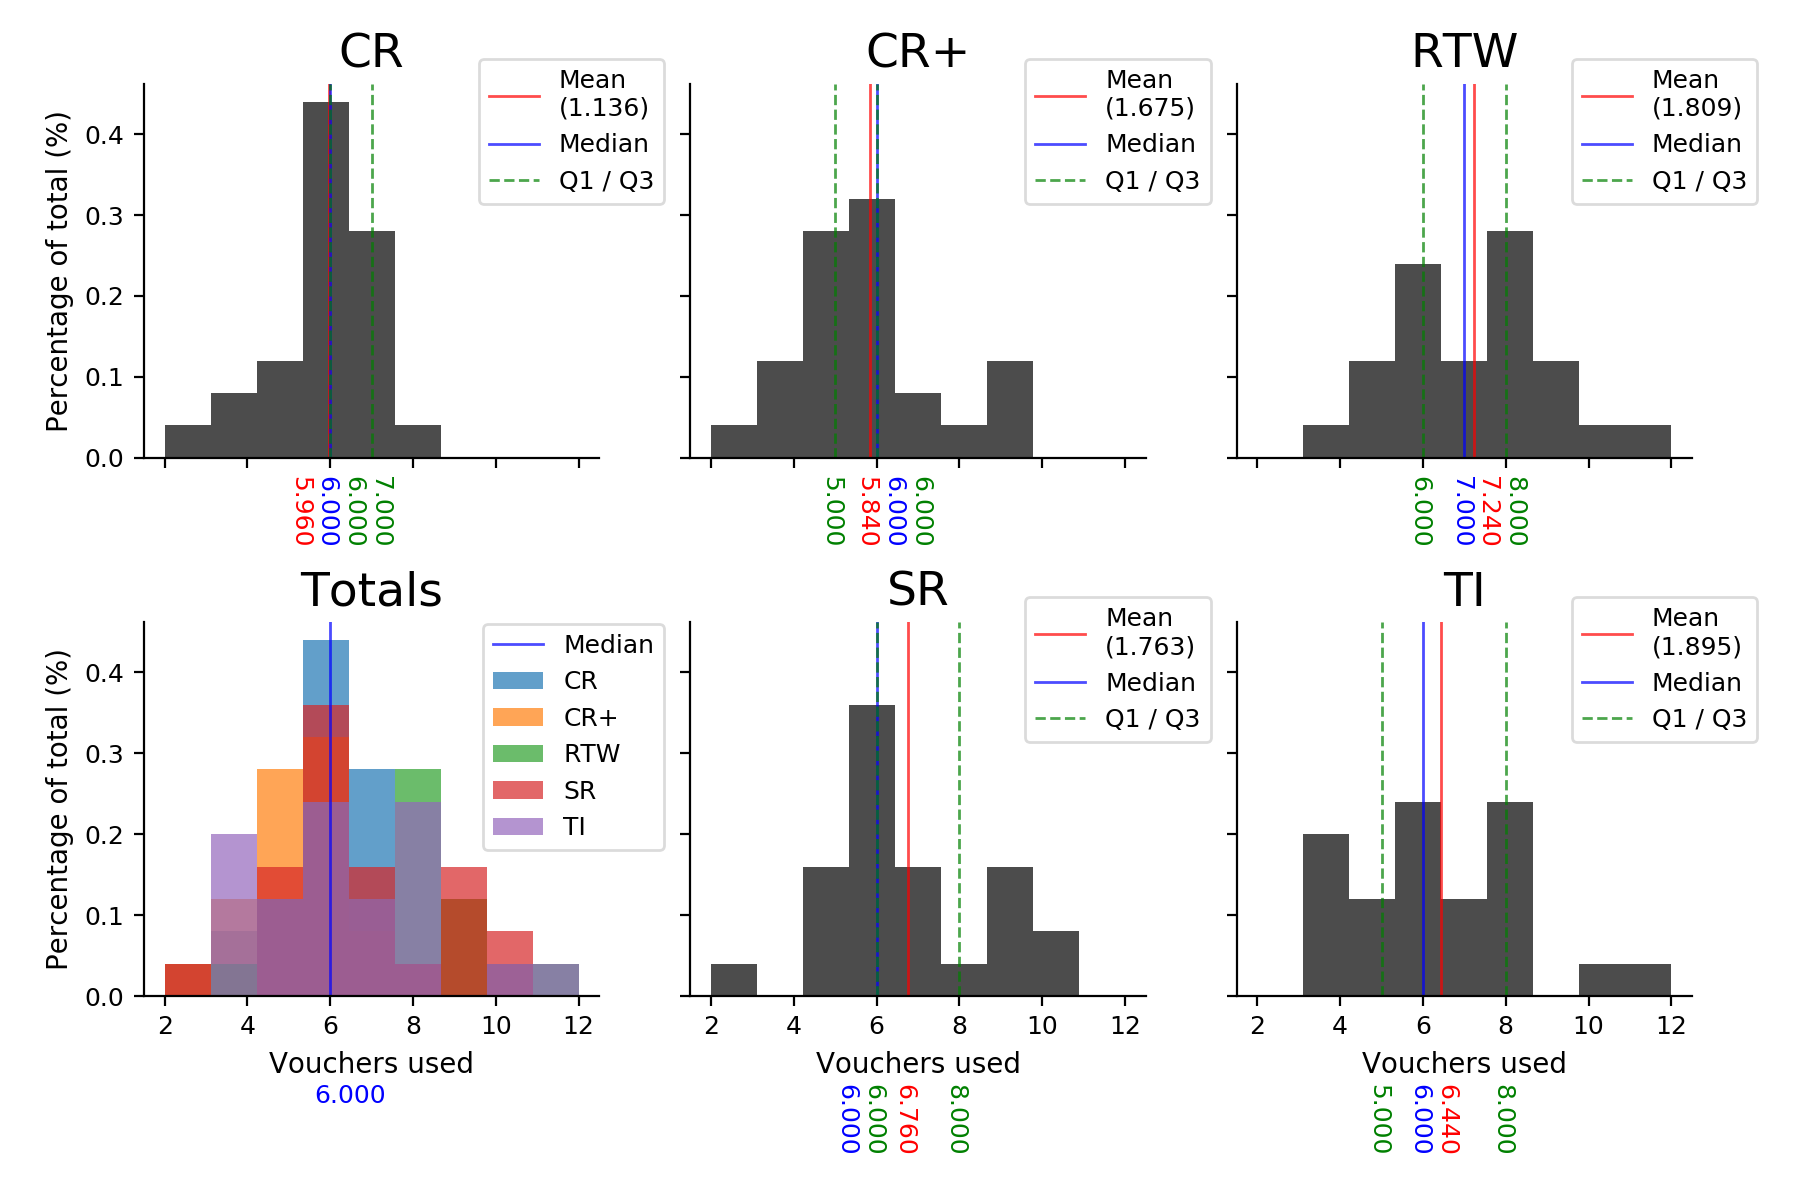 CR
CR+
RTW
Mean
(1.136)
Median
Q1 / Q3
Mean
(1.675)
Median
Q1 / Q3
Mean
(1.809)
Median
Q1 / Q3
Percentage of total (%)
0.4
0.3
0.2
0.1
0.0
5.960
6.000
6.000
7.000
5.000
5.840
6.000
6.000
6.000
7.000
7.240
8.000
Totals
SR
TI
Median
CR
CR+
RTW
SR
TI
Mean
(1.763)
Median
Q1 / Q3
Mean
(1.895)
Median
Q1 / Q3
Percentage of total (%)
0.4
0.3
0.2
0.1
0.0
2 4 6 8 10 12
2 4 6 8 10 12
2 4 6 8 10 12
Vouchers used
Vouchers used
Vouchers used
6.000
6.000
6.000
6.760
8.000
5.000
6.000
6.440
8.000